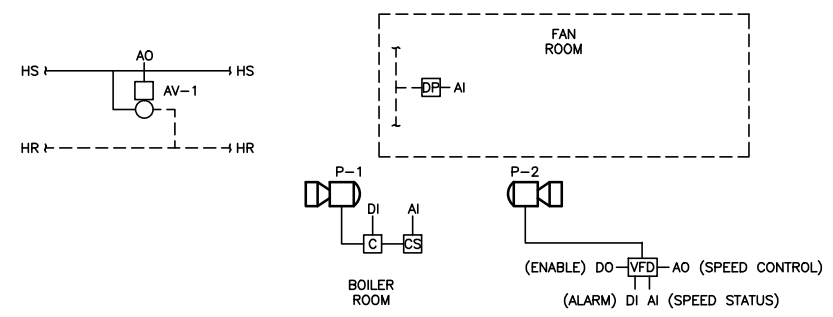 FAN
ROOM
AO
HS HS
AV-1
DP AI
HR HR
P-1 P-2
DI AI
C CS
(ENABLE) DO VFD AO (SPEED CONTROL)
BOILER
ROOM
(ALARM) DI AI (SPEED STATUS)